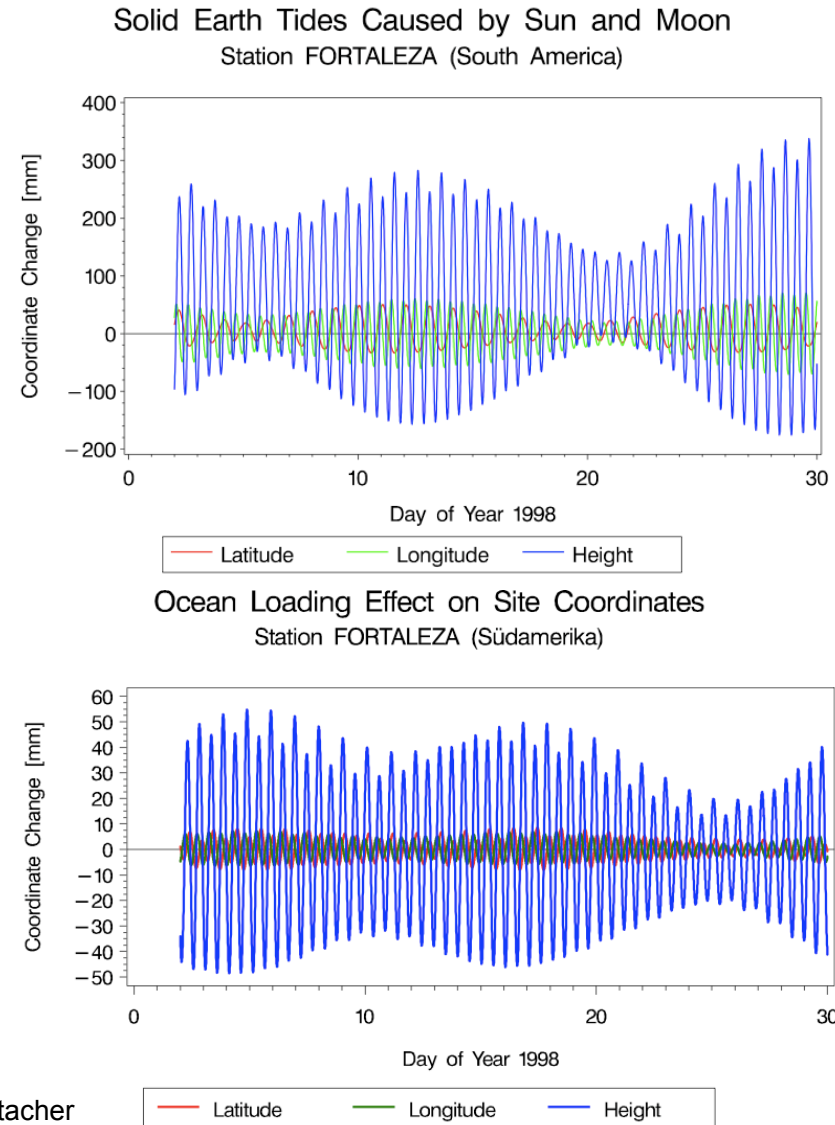 Solid Earth Tides Caused by Sun and Moon
Station FORTALEZA (South America)
Coordinate Change [mm]
400
300
200
100
0
−100
−200
0 10 20 30
Day of Year 1998
Latitude Longitude Height
Ocean Loading Effect on Site Coordinates
Station FORTALEZA (Südamerika)
Coordinate Change [mm]
60
50
40
30
20
10
0
−10
−20
−30
−40
−50
0 10 20 30
Day of Year 1998
tacher
Latitude Longitude Height